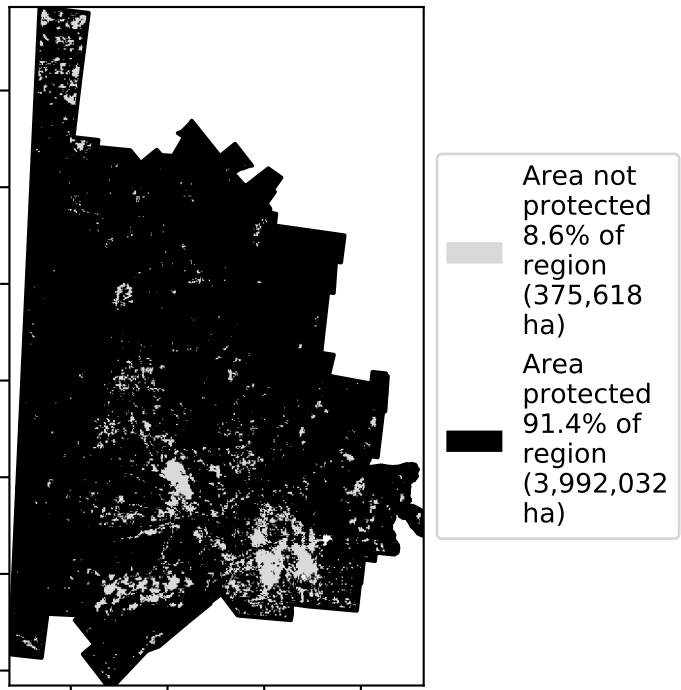 Area not
protected
8.6% of
region
(375,618
ha)
Area
protected
91.4% of
region
(3,992,032
ha)